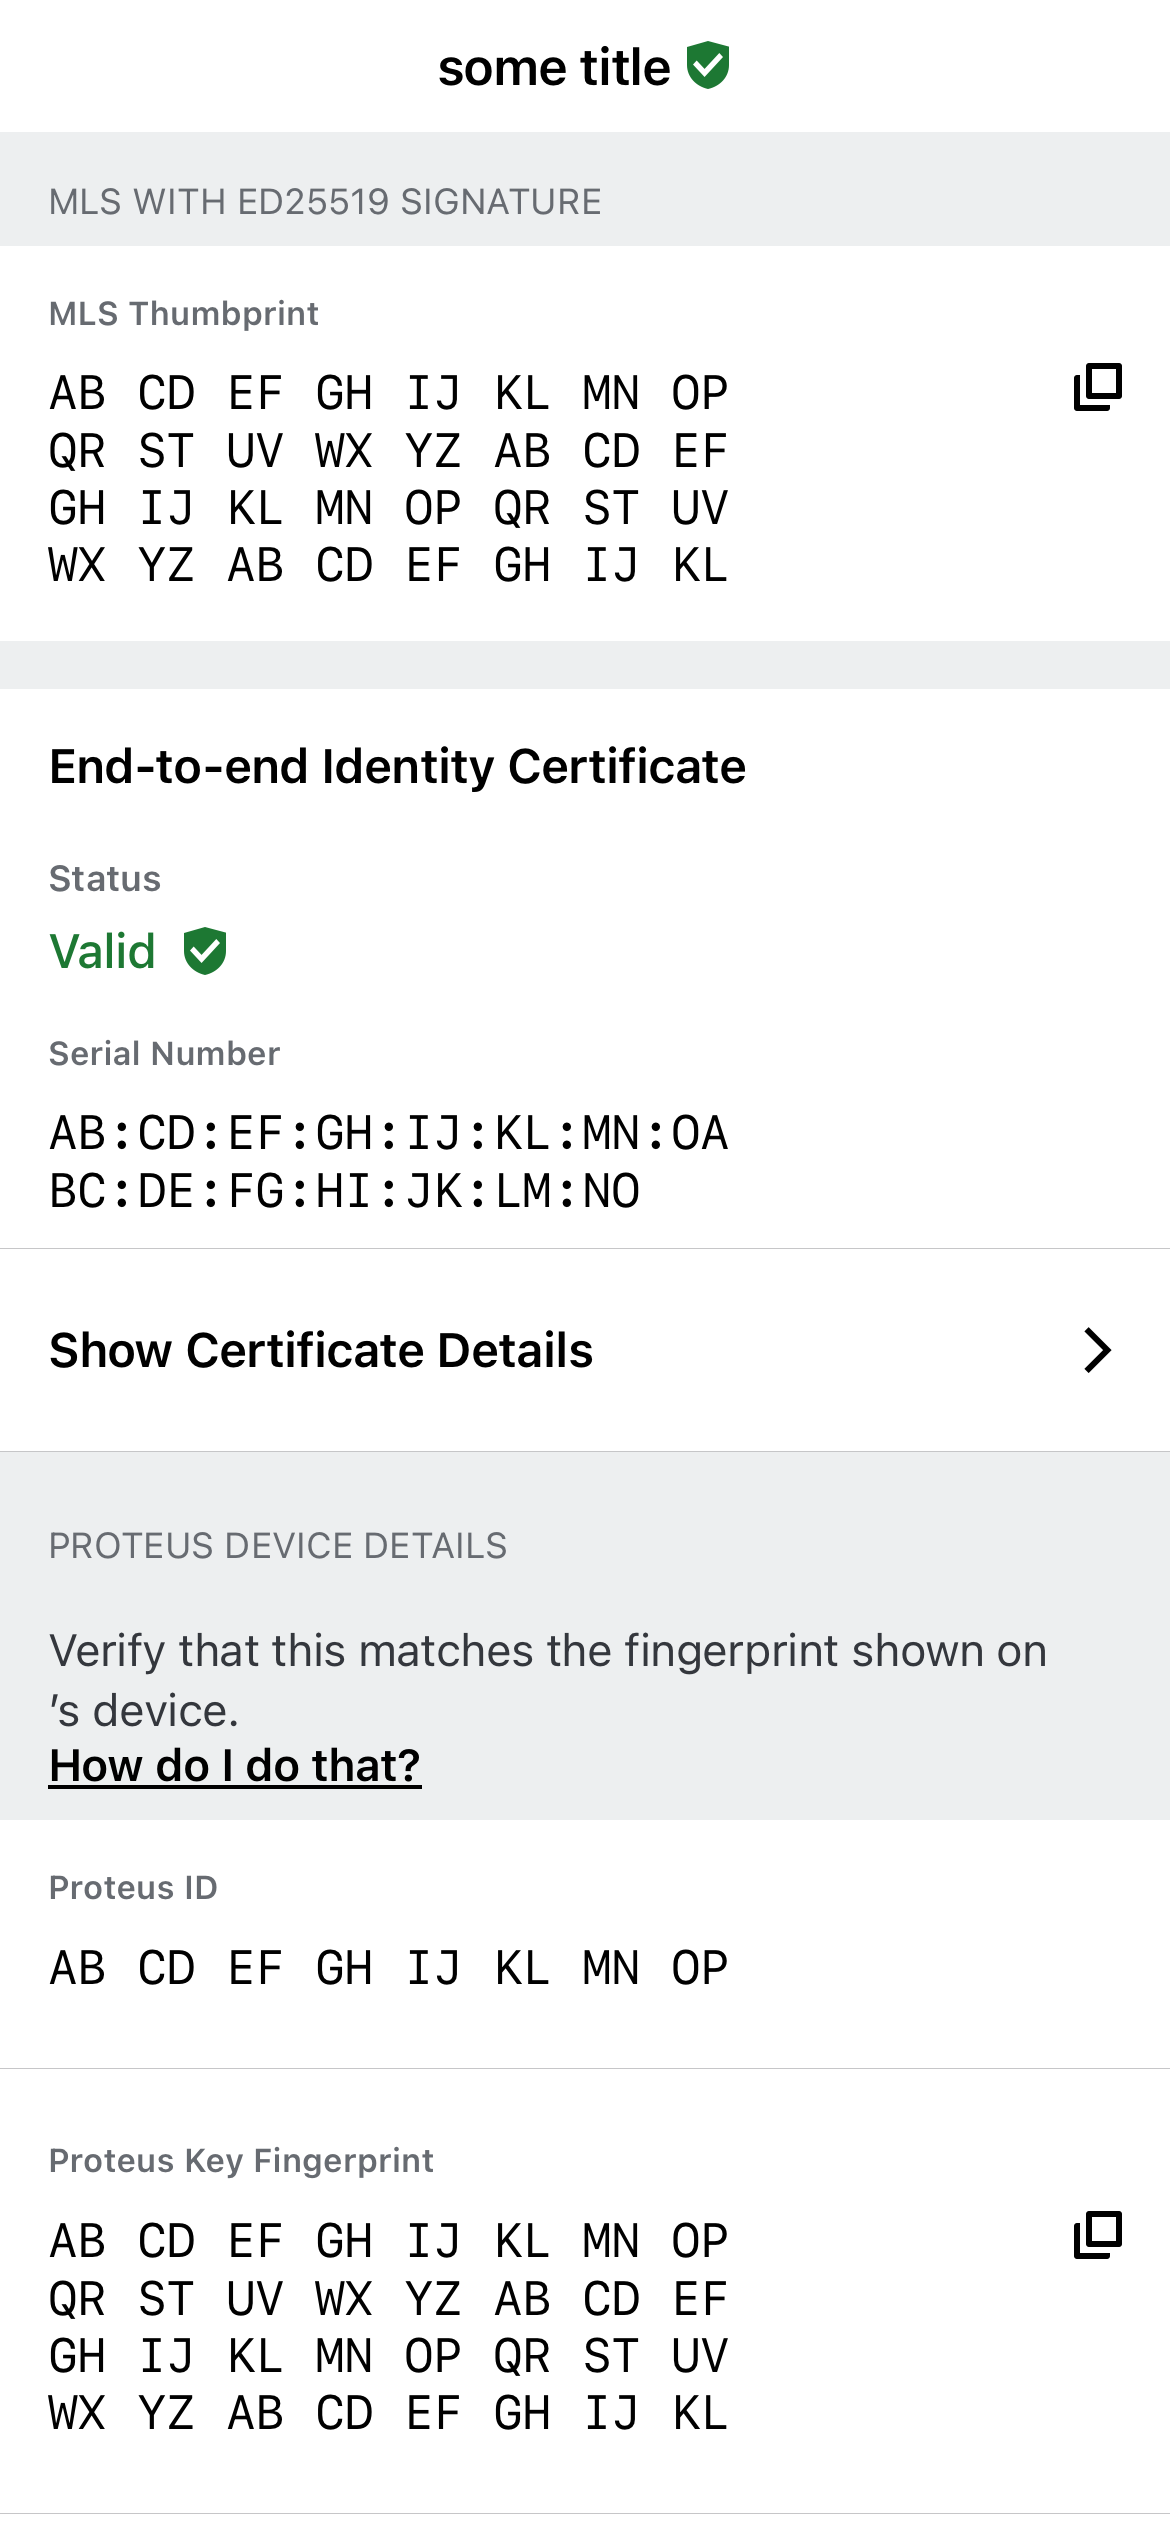 some title
MLS WITH ED25519 SIGNATURE
MLS Thumbprint
AB CD EF GH IJ KL MN OP
QR ST UV WX YZ AB CD EF
GH IJ KL MN OP QR ST UV
WX YZ AB CD EF GH IJ KL
End-to-end Identity Certificate
Status
Valid
Serial Number
AB:CD:EF:GH:IJ:KL:MN:OA
BC:DE:FG:HI:JK:LM:NO
Show Certificate Details
PROTEUS DEVICE DETAILS
Verify that this matches the fingerprint shown on
’s device.
How do I do that?
Proteus ID
AB CD EF GH IJ KL MN OP
Proteus Key Fingerprint
AB CD EF GH IJ KL MN OP
QR ST UV WX YZ AB CD EF
GH IJ KL MN OP QR ST UV
WX YZ AB CD EF GH IJ KL